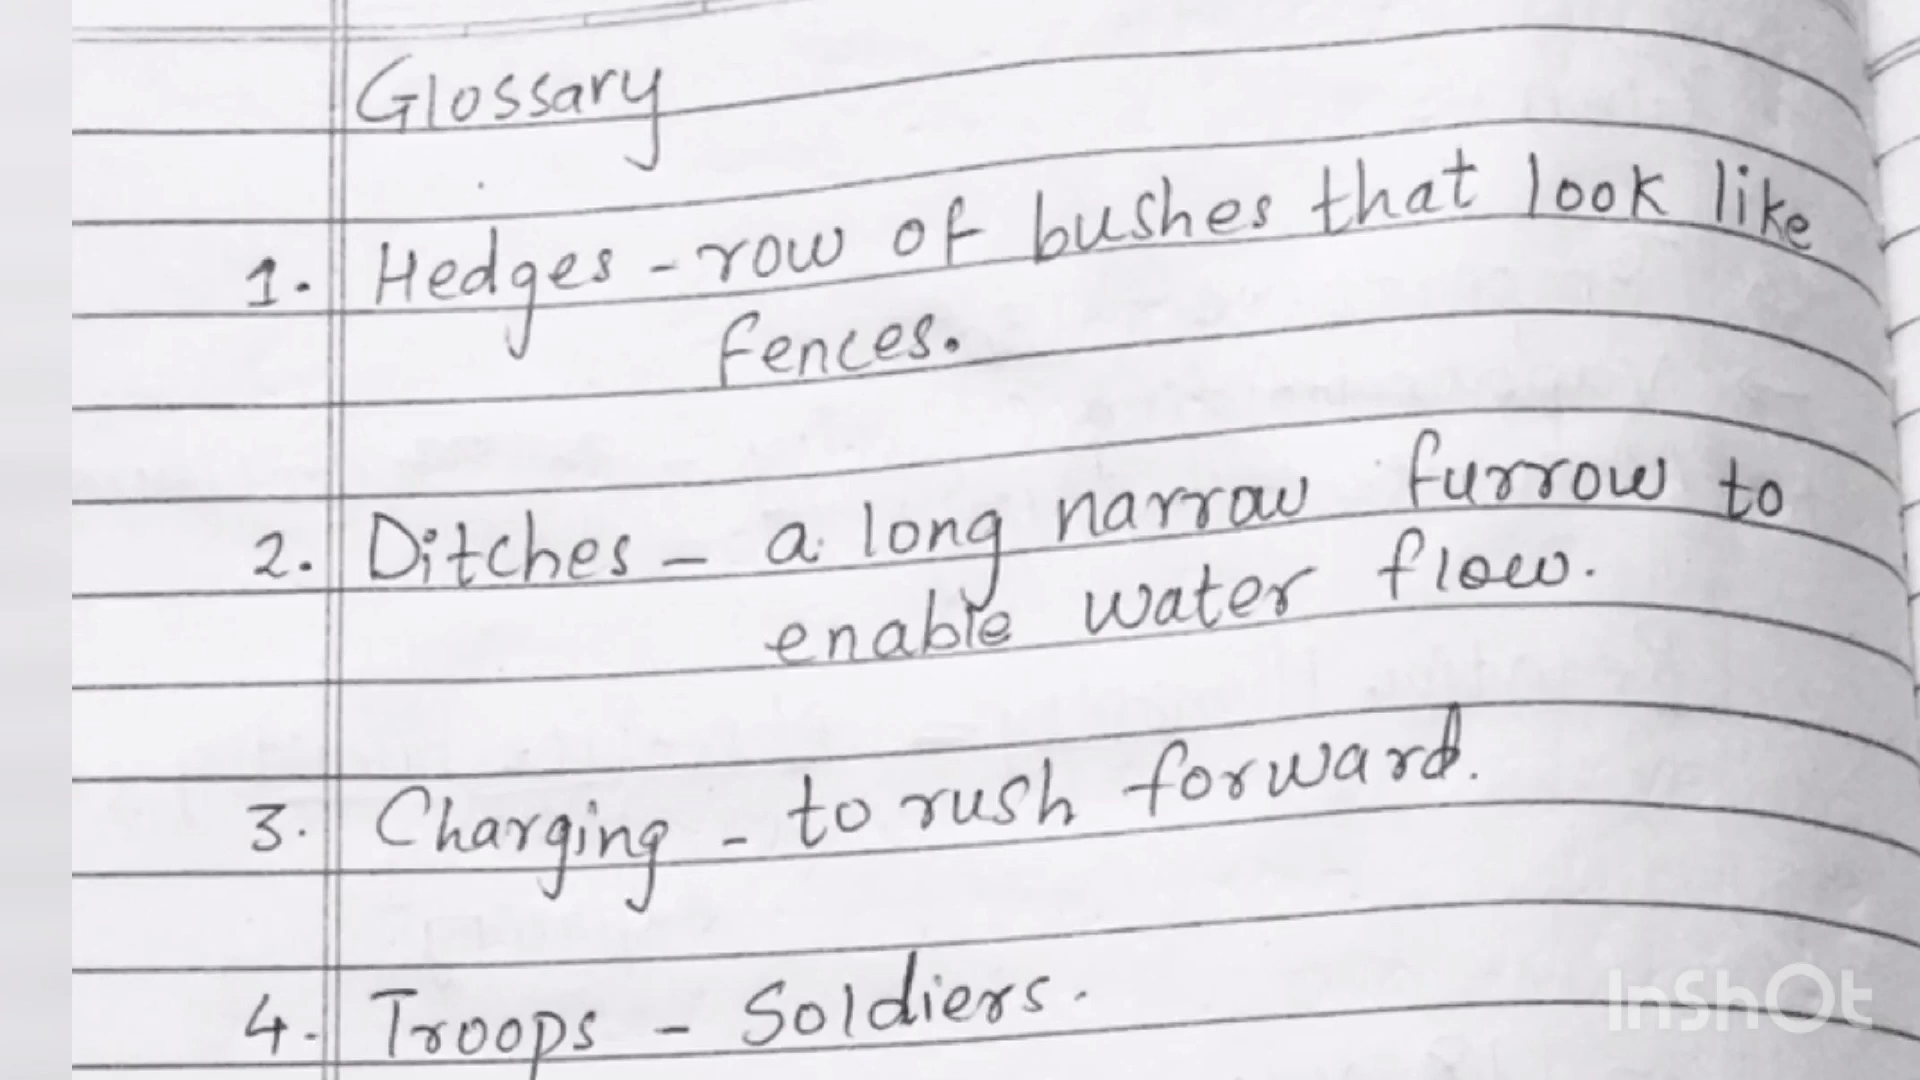 Glossary
1. Hedges - row of bushes that look like
fences.
2. Ditches - a long narrow furrow to
enable water flow.
3. Charging - to rush forward.
4. Troops - Soldiers.
InShOt